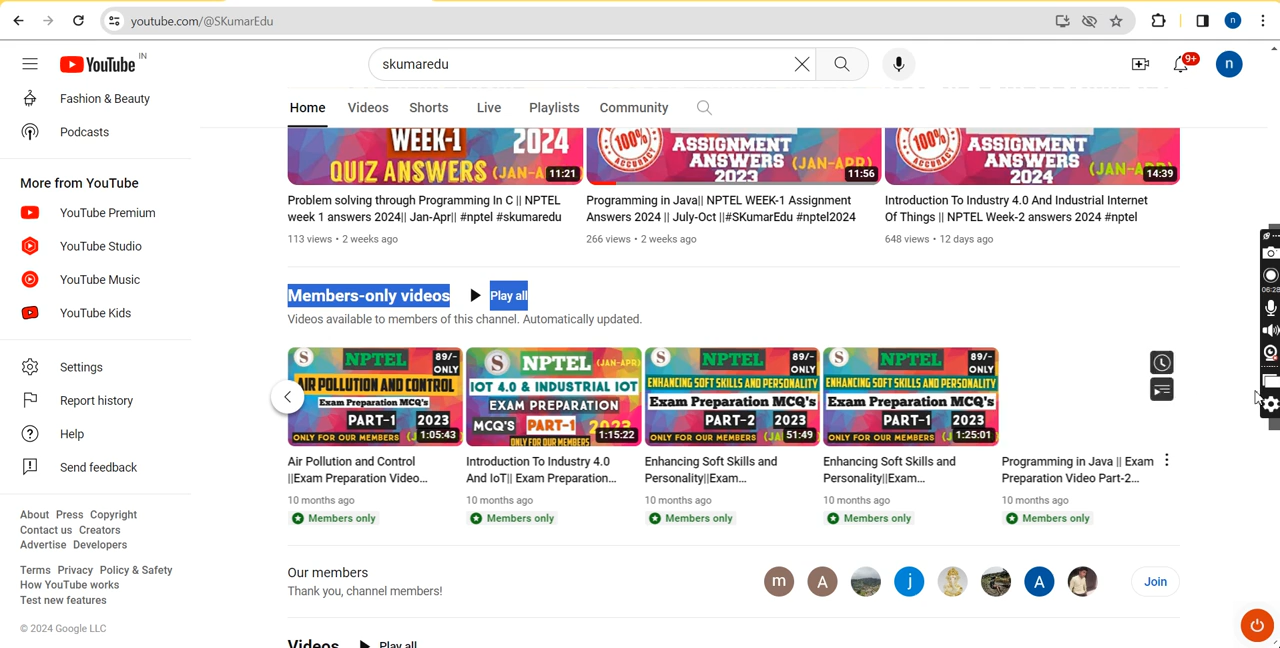 youtube.com/@SKumarEdu
n
YouTube IN
skumaredu
9+
n
Fashion & Beauty
Podcasts
More from YouTube
YouTube Premium
YouTube Studio
YouTube Music
YouTube Kids
Settings
Report history
Help
Send feedback
About Press Copyright
Contact us Creators
Advertise Developers
Terms Privacy Policy & Safety
How YouTube works
Test new features
© 2024 Google LLC
Home Videos Shorts Live Playlists Community
WEEK-1 2024
QUIZ ANSWERS (JAN-A
11:21
100%
ACCURACY
ASSIGNMENT
ANSWERS (JAN-APR)
2023
11:56
100%
ACCURACY
ASSIGNMENT
ANSWERS
2024
14:39
Problem solving through Programming In C || NPTEL
week 1 answers 2024|| Jan-Apr|| #nptel #skumaredu
113 views • 2 weeks ago
Programming in Java|| NPTEL WEEK-1 Assignment
Answers 2024 || July-Oct ||#SKumarEdu #nptel2024
266 views • 2 weeks ago
Introduction To Industry 4.0 And Industrial Internet
Of Things || NPTEL Week-2 answers 2024 #nptel
648 views • 12 days ago
Members-only videos Play all
Videos available to members of this channel. Automatically updated.
S NPTEL 89/-
ONLY
AIR POLLUTION AND CONTROL
Exam Preparation MCQ's
PART-1 2023
ONLY FOR OUR MEMBERS
1:05:43
S NPTEL (JAN-APR)
IOT 4.0 & INDUSTRIAL IOT
EXAM PREPARATION
MCQ'S PART-1 2023
ONLY FOR OUR MEMBERS
1:15:22
S NPTEL 89/-
ONLY
ENHANCING SOFT SKILLS AND PERSONALITY
Exam Preparation MCQ's
PART-2 2023
ONLY FOR OUR MEMBERS
51:49
S NPTEL 89/-
ONLY
ENHANCING SOFT SKILLS AND PERSONALITY
Exam Preparation MCQ's
PART-1 2023
ONLY FOR OUR MEMBERS
1:25:01
Air Pollution and Control
||Exam Preparation Video...
10 months ago
Members only
Introduction To Industry 4.0
And IoT|| Exam Preparation...
10 months ago
Members only
Enhancing Soft Skills and
Personality||Exam...
10 months ago
Members only
Enhancing Soft Skills and
Personality||Exam...
10 months ago
Members only
Programming in Java || Exam
Preparation Video Part-2...
10 months ago
Members only
Our members
Thank you, channel members!
m A j A
Join
Videos Play all
06:28